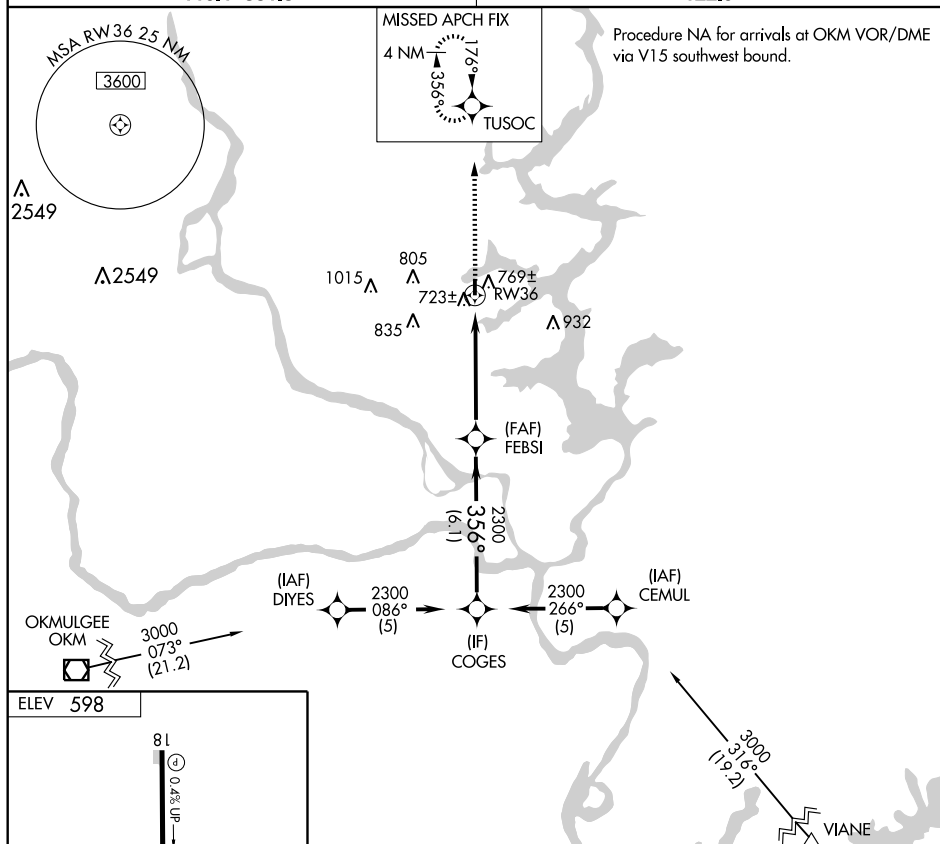 MSA RW36 25 NM
3600
MISSED APCH FIX
4 NM
176°
356°
TUSOC
Procedure NA for arrivals at OKM VOR/DME
via V15 southwest bound.
2549
2549
805
1015
769±
RW36
723±
835
932
(FAF)
FEBSI
2300
356°
(6.1)
(IAF)
DIYES
2300
086°
(5)
2300
266°
(5)
(IAF)
CEMUL
(IF)
COGES
OKMULGEE
OKM
3000
073°
(21.2)
ELEV 598
18
P
0.4% UP
3000
316°
(19.2)
VIANE